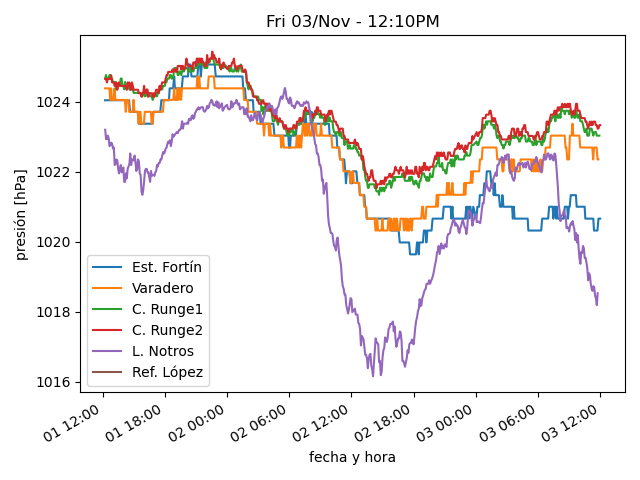 Fri 03/Nov - 12:10PM
presión [hPa]
1024
1022
1020
1018
1016
Est. Fortín
Varadero
C. Runge1
C. Runge2
L. Notros
Ref. López
01 12:00
01 18:00
02 00:00
02 06:00
02 12:00
02 18:00
03 00:00
03 06:00
03 12:00
fecha y hora